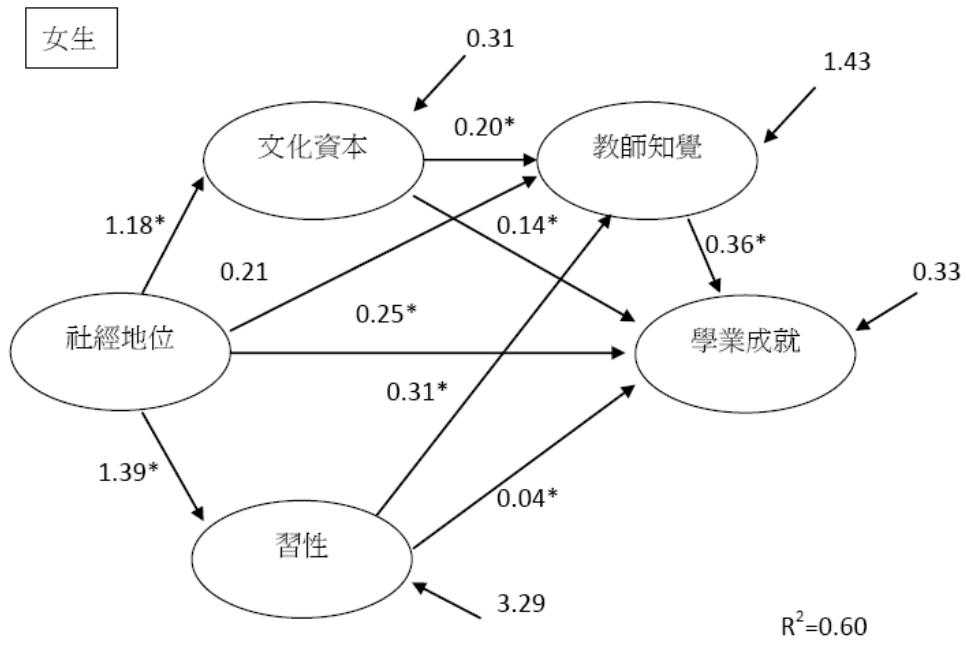 女生
0.31
1.43
文化資本
0.20*
教師知覺
1.18*
0.14*
0.36*
0.21
0.33
0.25*
社經地位
學業成就
0.31*
1.39*
0.04*
習性
3.29
R²=0.60